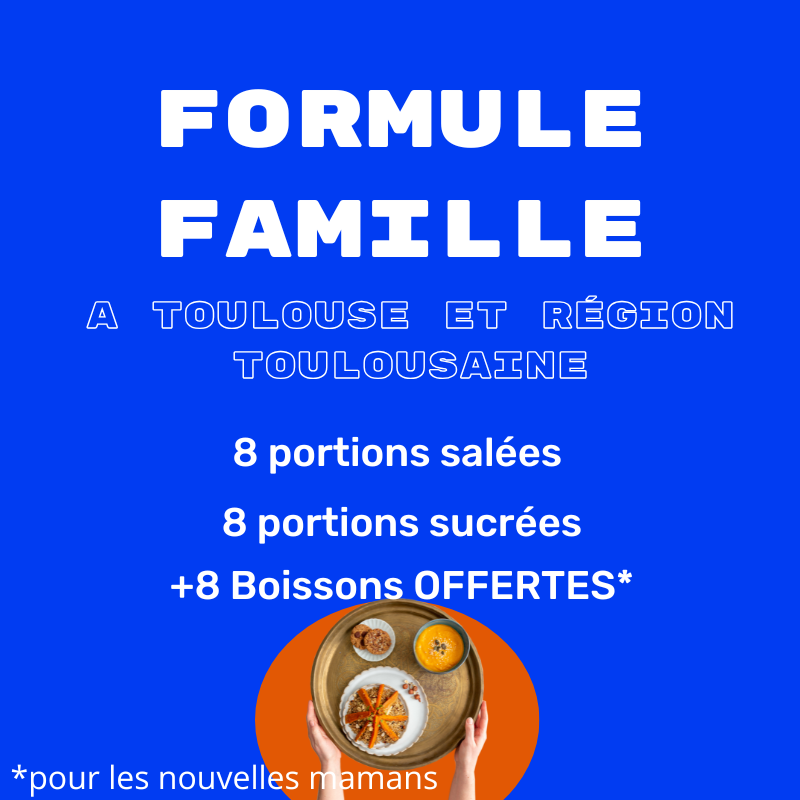 FORMULE
FAMILLE
A TOULOUSE ET RÉGION
TOULOUSAINE
8 portions salées
8 portions sucrées
+8 Boissons OFFERTES*
*pour les nouvelles mamans